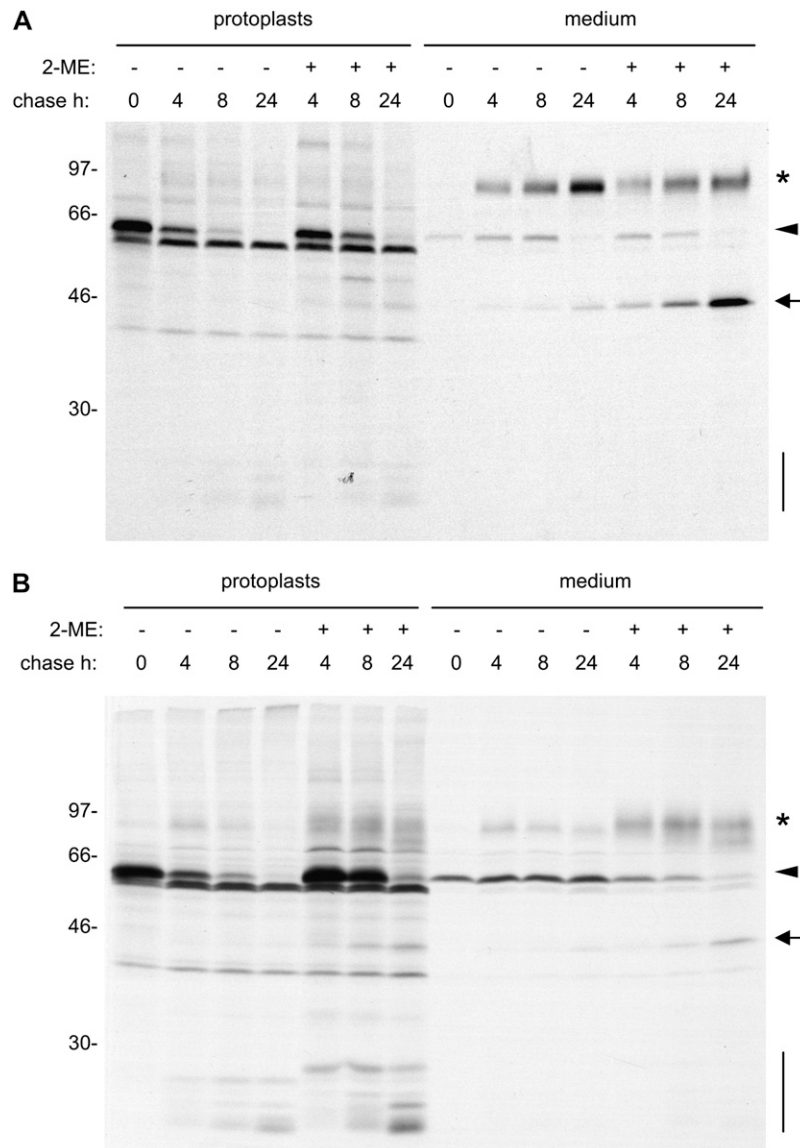 A
protoplasts medium
2-ME: - - - - + + + - - - - + + +
chase h: 0 4 8 24 4 8 24 0 4 8 24 4 8 24
97-
*
66-
46-
30-
B
protoplasts medium
2-ME: - - - - + + + - - - - + + +
chase h: 0 4 8 24 4 8 24 0 4 8 24 4 8 24
97-
*
66-
46-
30-